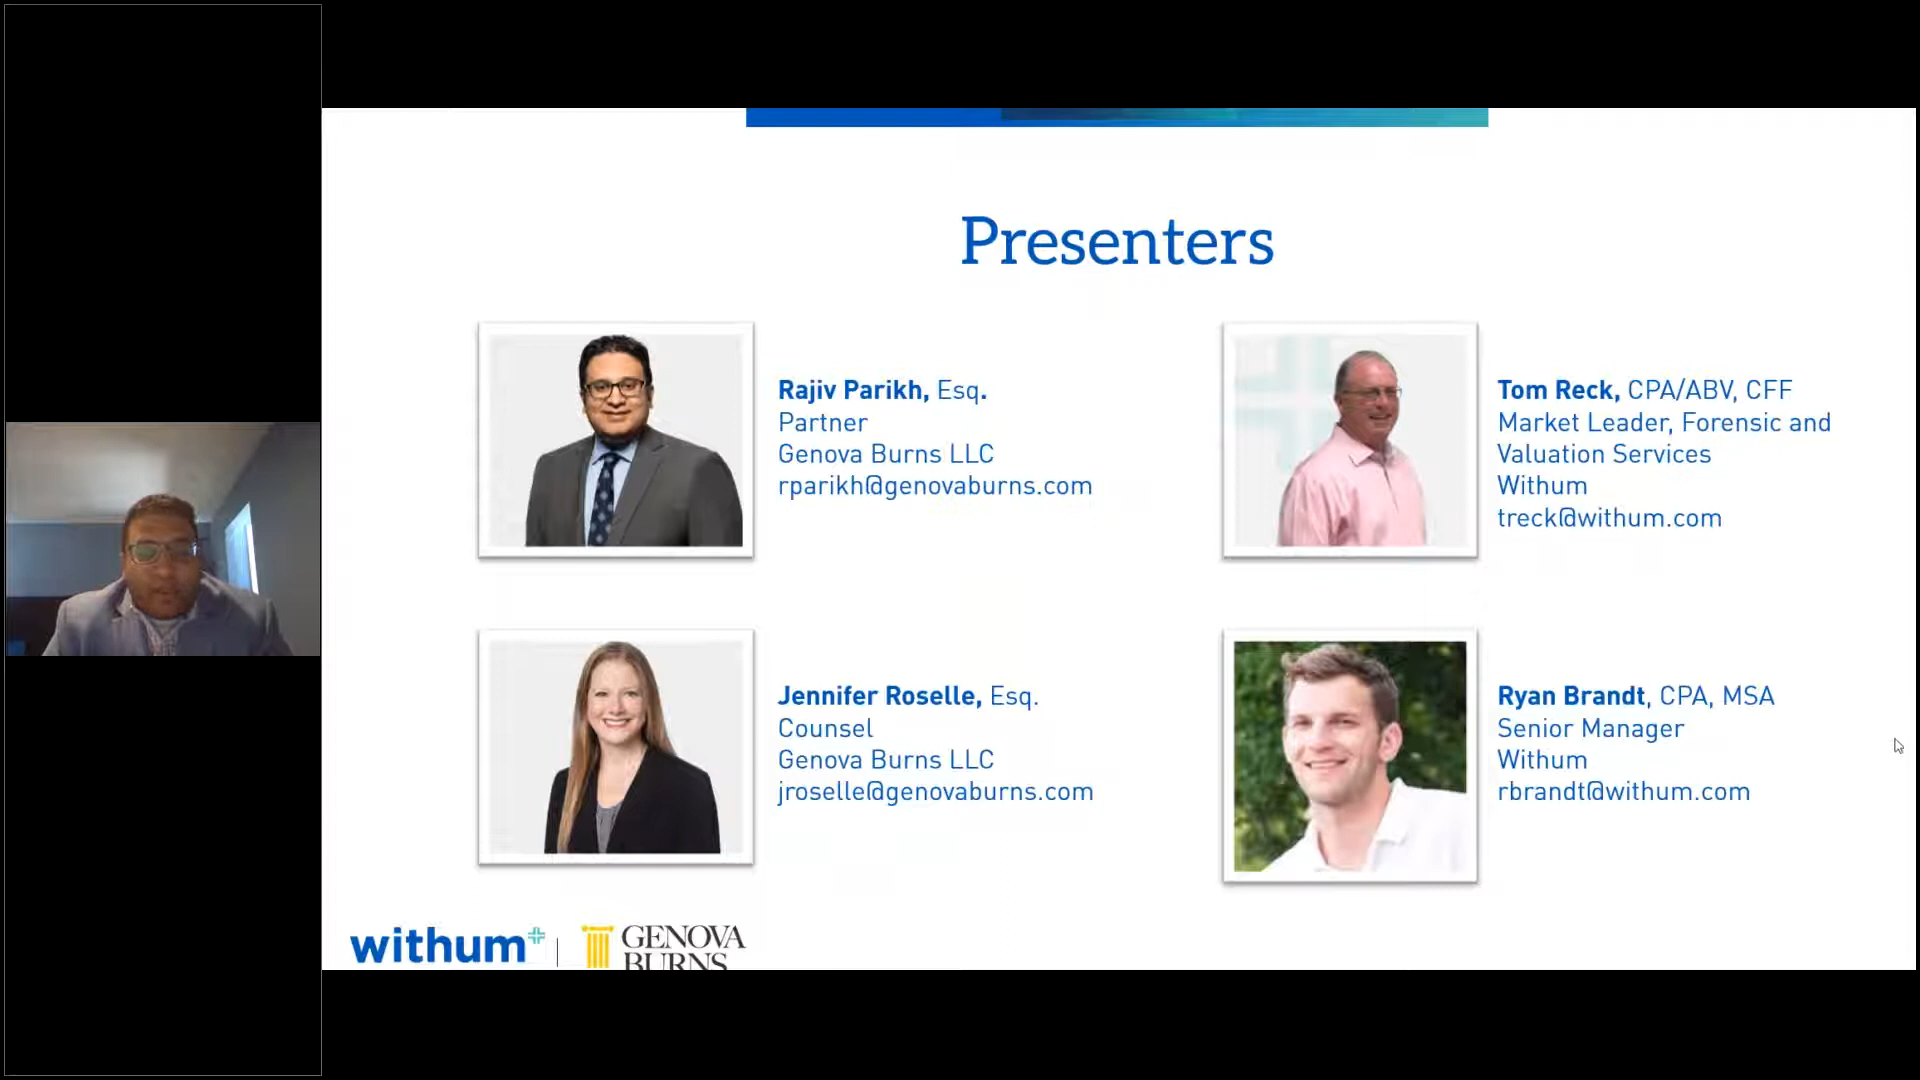 Presenters
Rajiv Parikh, Esq.
Partner
Genova Burns LLC
rparikh@genovaburns.com
Tom Reck, CPA/ABV, CFF
Market Leader, Forensic and
Valuation Services
Withum
treck@withum.com
Jennifer Roselle, Esq.
Counsel
Genova Burns LLC
jroselle@genovaburns.com
Ryan Brandt, CPA, MSA
Senior Manager
Withum
rbrandt@withum.com
withum+
GENOVA
BURNS